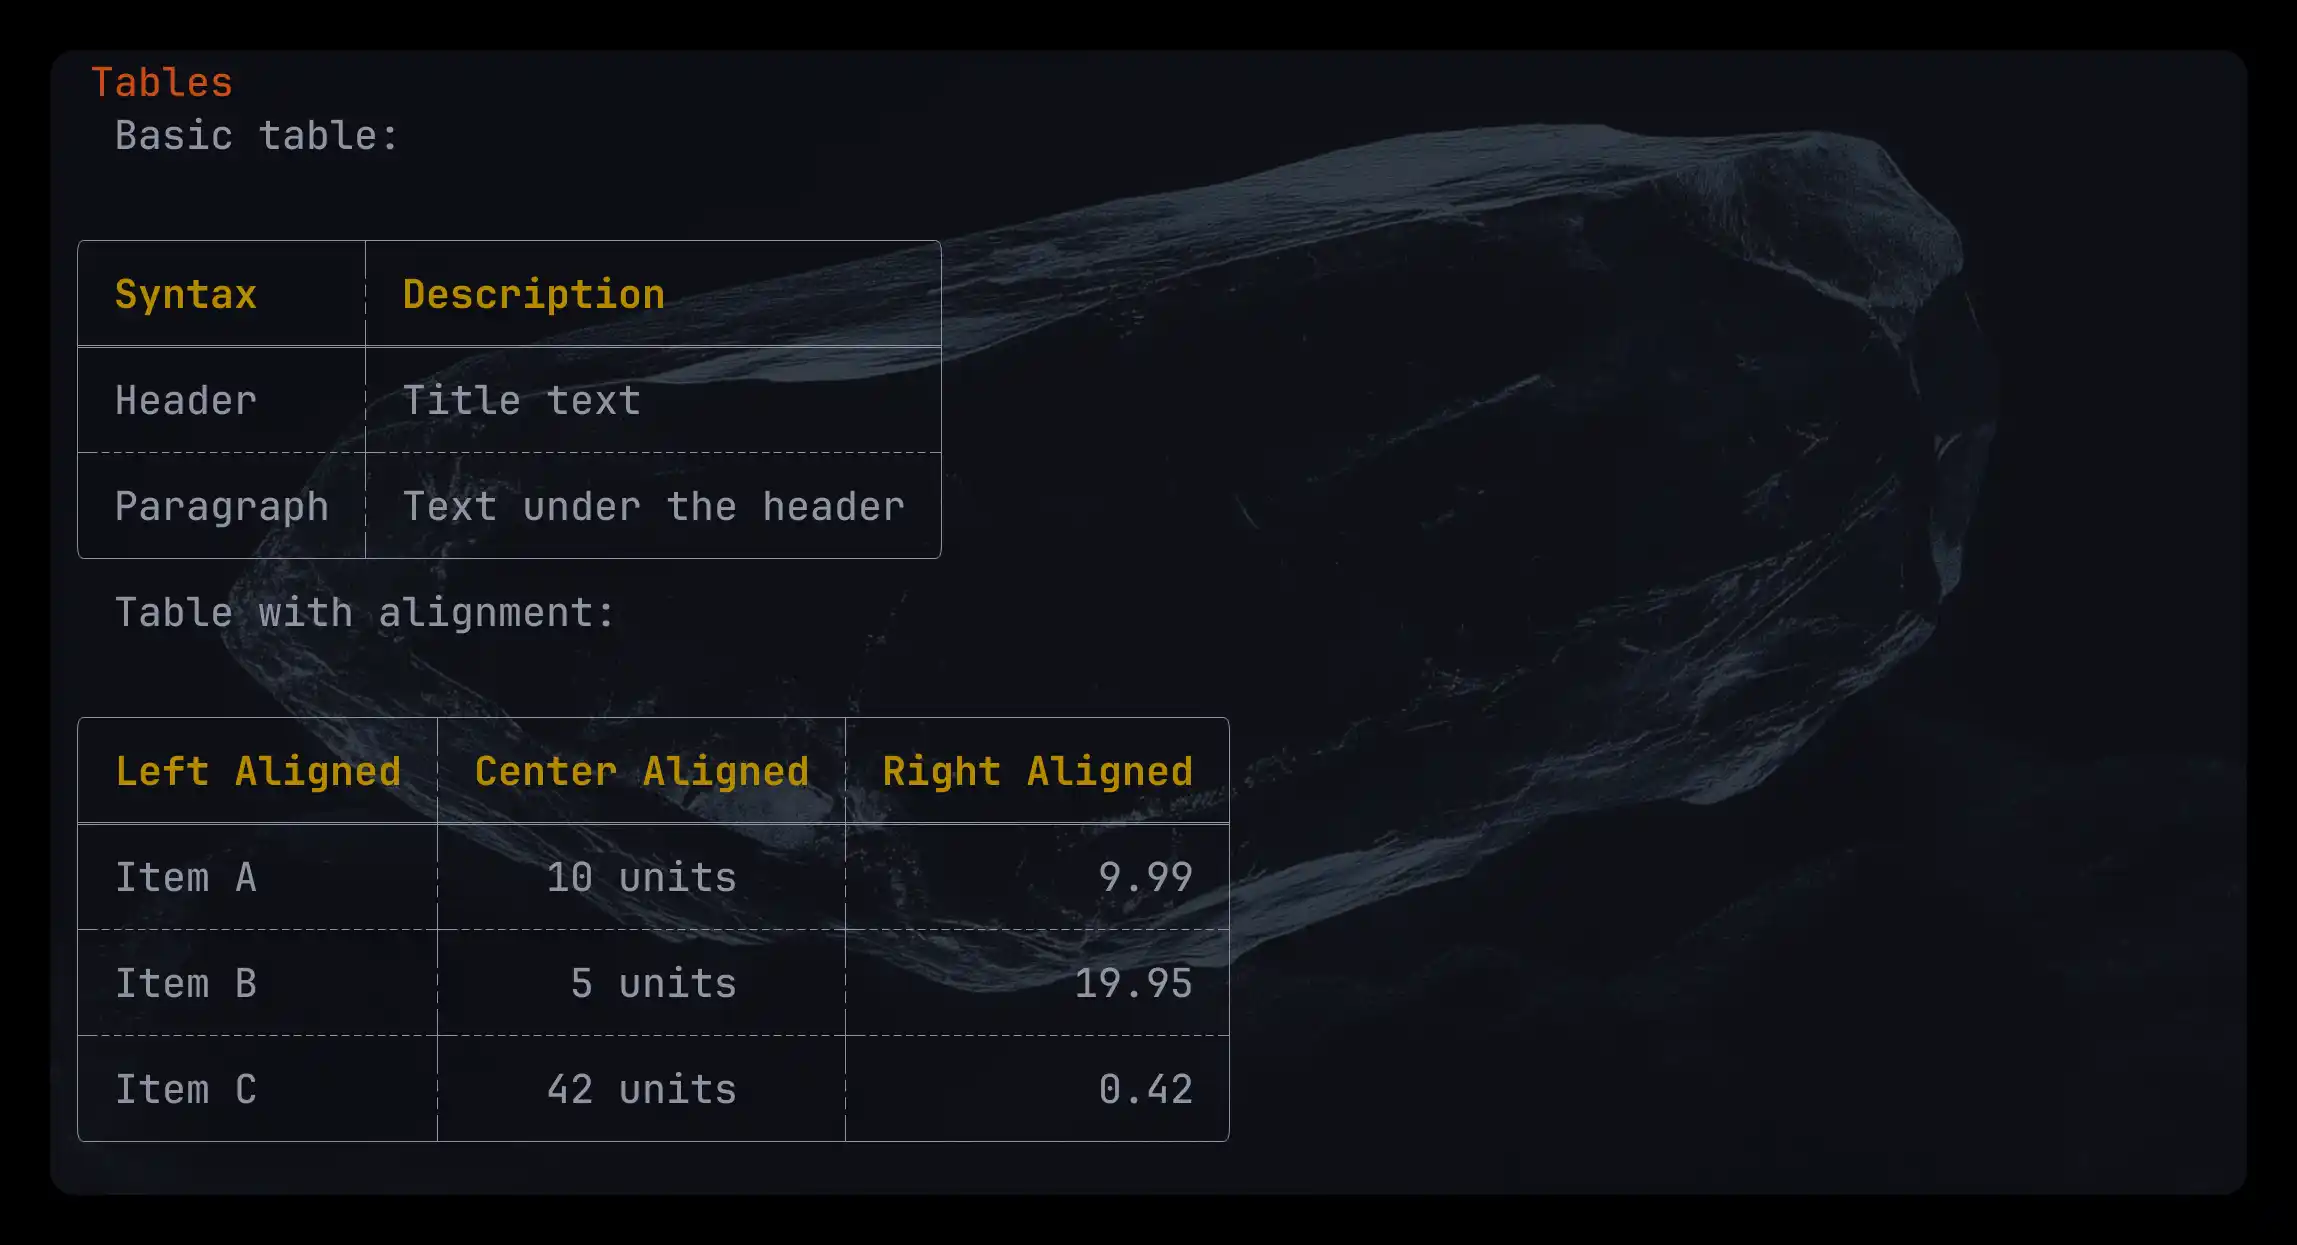 Tables
Basic table:
Syntax Description
Header Title text
Paragraph Text under the header
Table with alignment:
Left Aligned Center Aligned Right Aligned
Item A 10 units 9.99
Item B 5 units 19.95
Item C 42 units 0.42